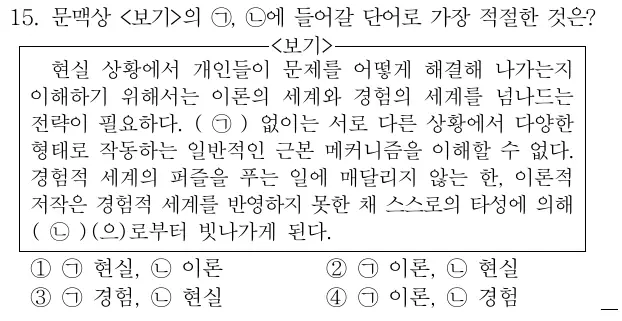 15. 문맥상 <보기>의 ㉠, ㉡에 들어갈 단어로 가장 적절한 것은?
<보기>
현실 상황에서 개인들이 문제를 어떻게 해결해 나가는지
이해하기 위해서는 이론의 세계와 경험의 세계를 넘나드는
전략이 필요하다. ( ㉠ ) 없이는 서로 다른 상황에서 다양한
형태로 작동하는 일반적인 근본 메커니즘을 이해할 수 없다.
경험적 세계의 퍼즐을 푸는 일에 매달리지 않는 한, 이론적
저작은 경험적 세계를 반영하지 못한 채 스스로의 타성에 의해
( ㉡ )(으)로부터 빗나가게 된다.
① ㉠ 현실, ㉡ 이론 ② ㉠ 이론, ㉡ 현실
③ ㉠ 경험, ㉡ 현실 ④ ㉠ 이론, ㉡ 경험